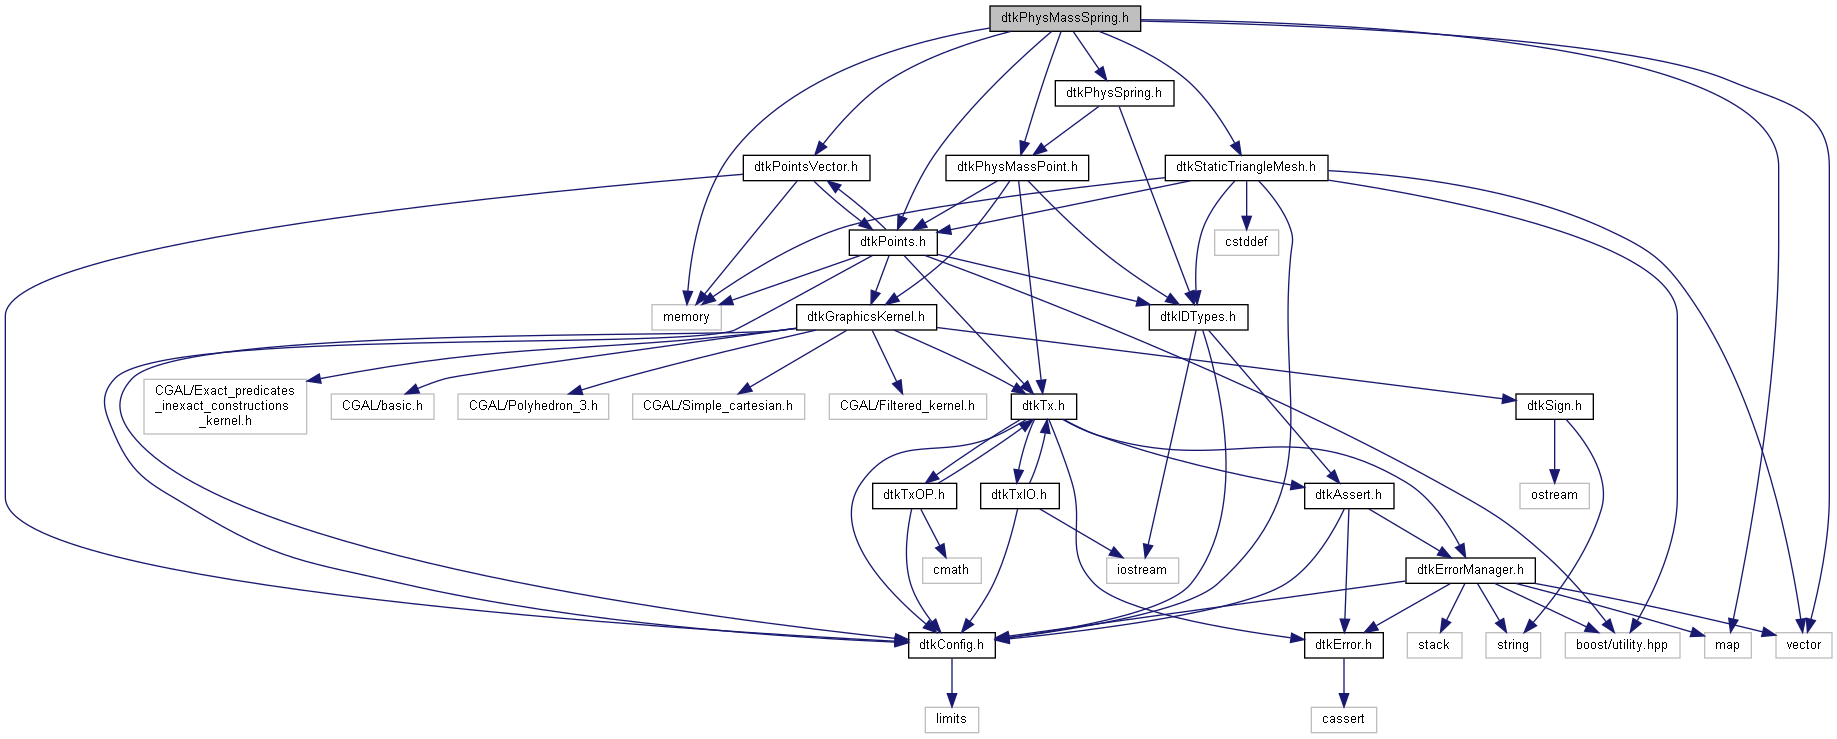 dtkPhysMassSpring.h
dtkPhysSpring.h
dtkPointsVector.h
dtkPhysMassPoint.h
dtkStaticTriangleMesh.h
dtkPoints.h
cstddef
memory
dtkGraphicsKernel.h
dtkIDTypes.h
CGAL/Exact_predicates
_inexact_constructions
_kernel.h
CGAL/basic.h
CGAL/Polyhedron_3.h
CGAL/Simple_cartesian.h
CGAL/Filtered_kernel.h
dtkTx.h
dtkSign.h
dtkTxOP.h
dtkTxIO.h
dtkAssert.h
ostream
cmath
iostream
dtkErrorManager.h
dtkConfig.h
dtkError.h
stack
string
boost/utility.hpp
map
vector
limits
cassert